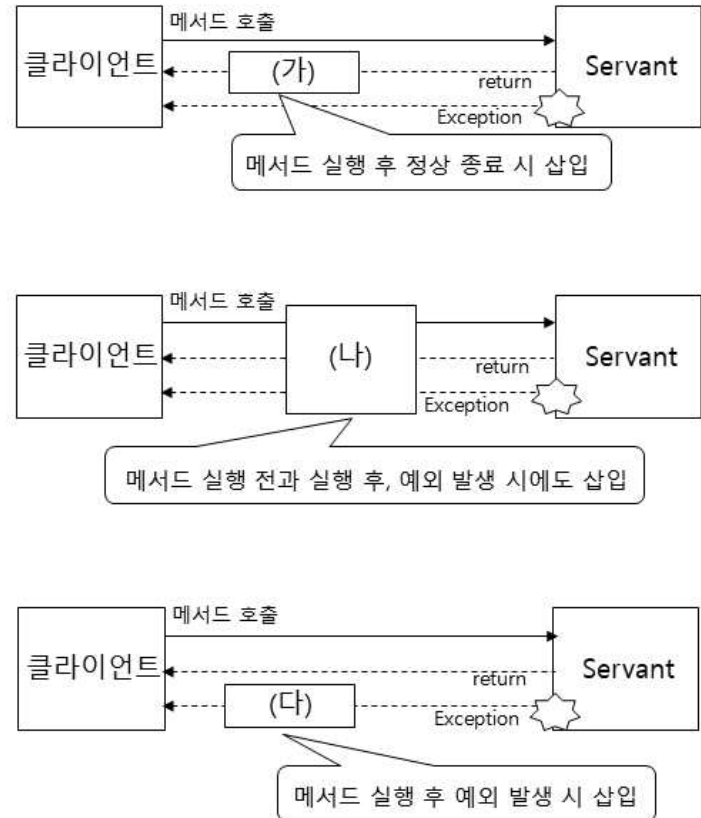 메서드 호출
클라이언트
(가)
Servant
return
Exception
메서드 실행 후 정상 종료 시 삽입
메서드 호출
클라이언트
(나)
Servant
return
Exception
메서드 실행 전과 실행 후, 예외 발생 시에도 삽입
메서드 호출
클라이언트
Servant
return
(다)
Exception
메서드 실행 후 예외 발생 시 삽입